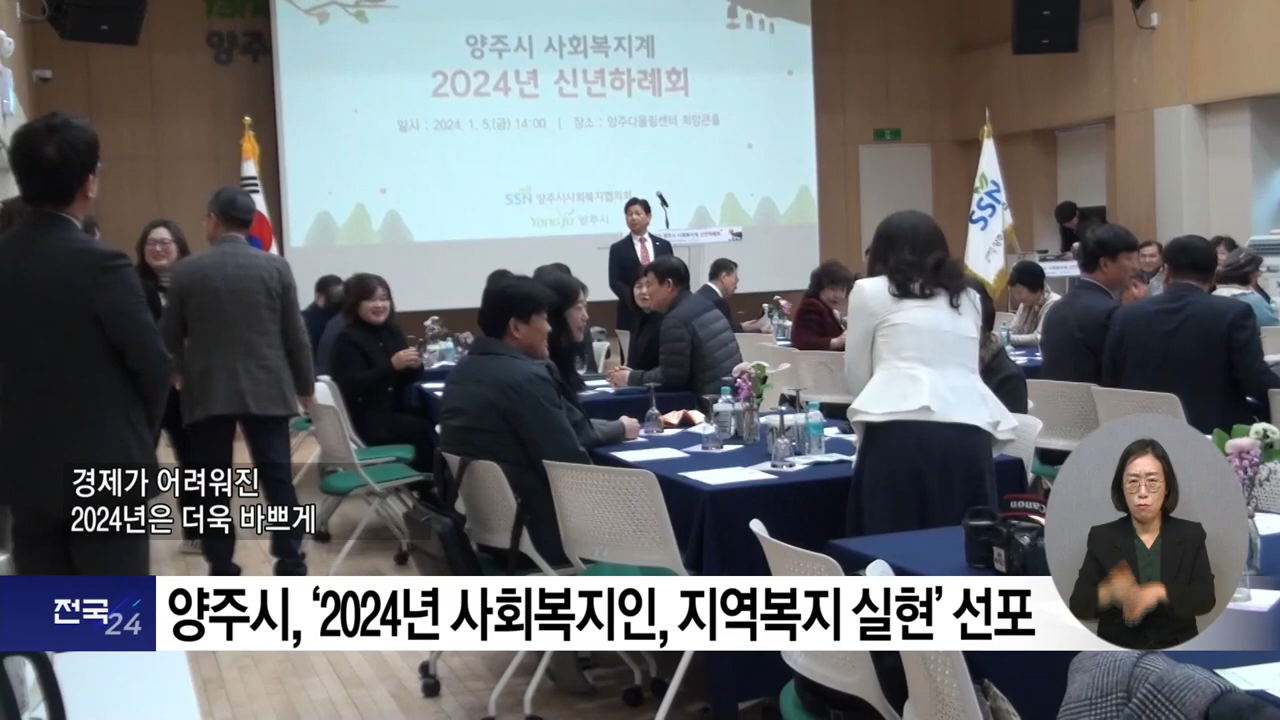 양주
양주시 사회복지계
2024년 신년하례회
일시 : 2024. 1. 5.(금) 14:00 | 장소 : 양주다울림센터 희망콘홀
SSN 양주시사회복지협의회
Yangju 양주시
SSN
Canon
경제가 어려워진
2024년은 더욱 바쁘게
전국24
양주시, ‘2024년 사회복지인, 지역복지 실현’ 선포